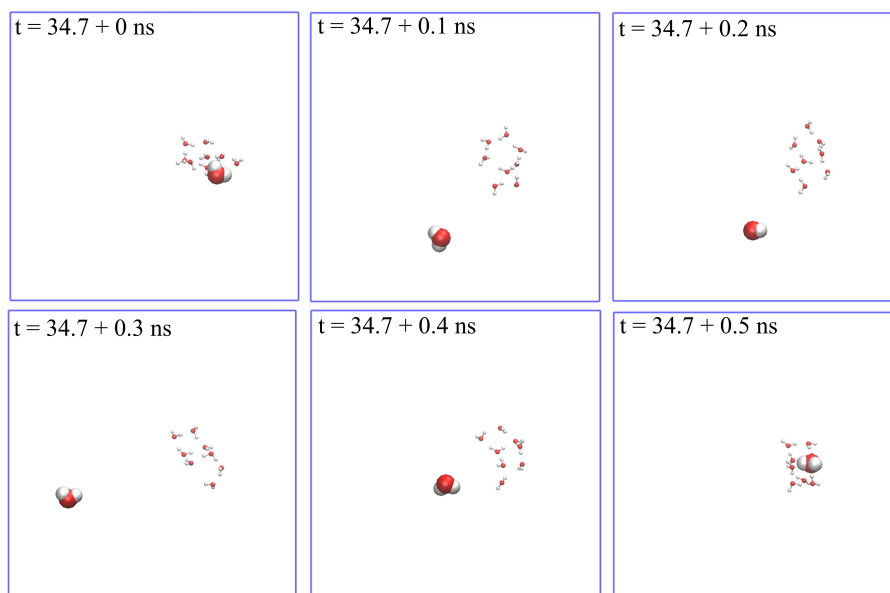 t = 34.7 + 0 ns
t = 34.7 + 0.1 ns
t = 34.7 + 0.2 ns
t = 34.7 + 0.3 ns
t = 34.7 + 0.4 ns
t = 34.7 + 0.5 ns